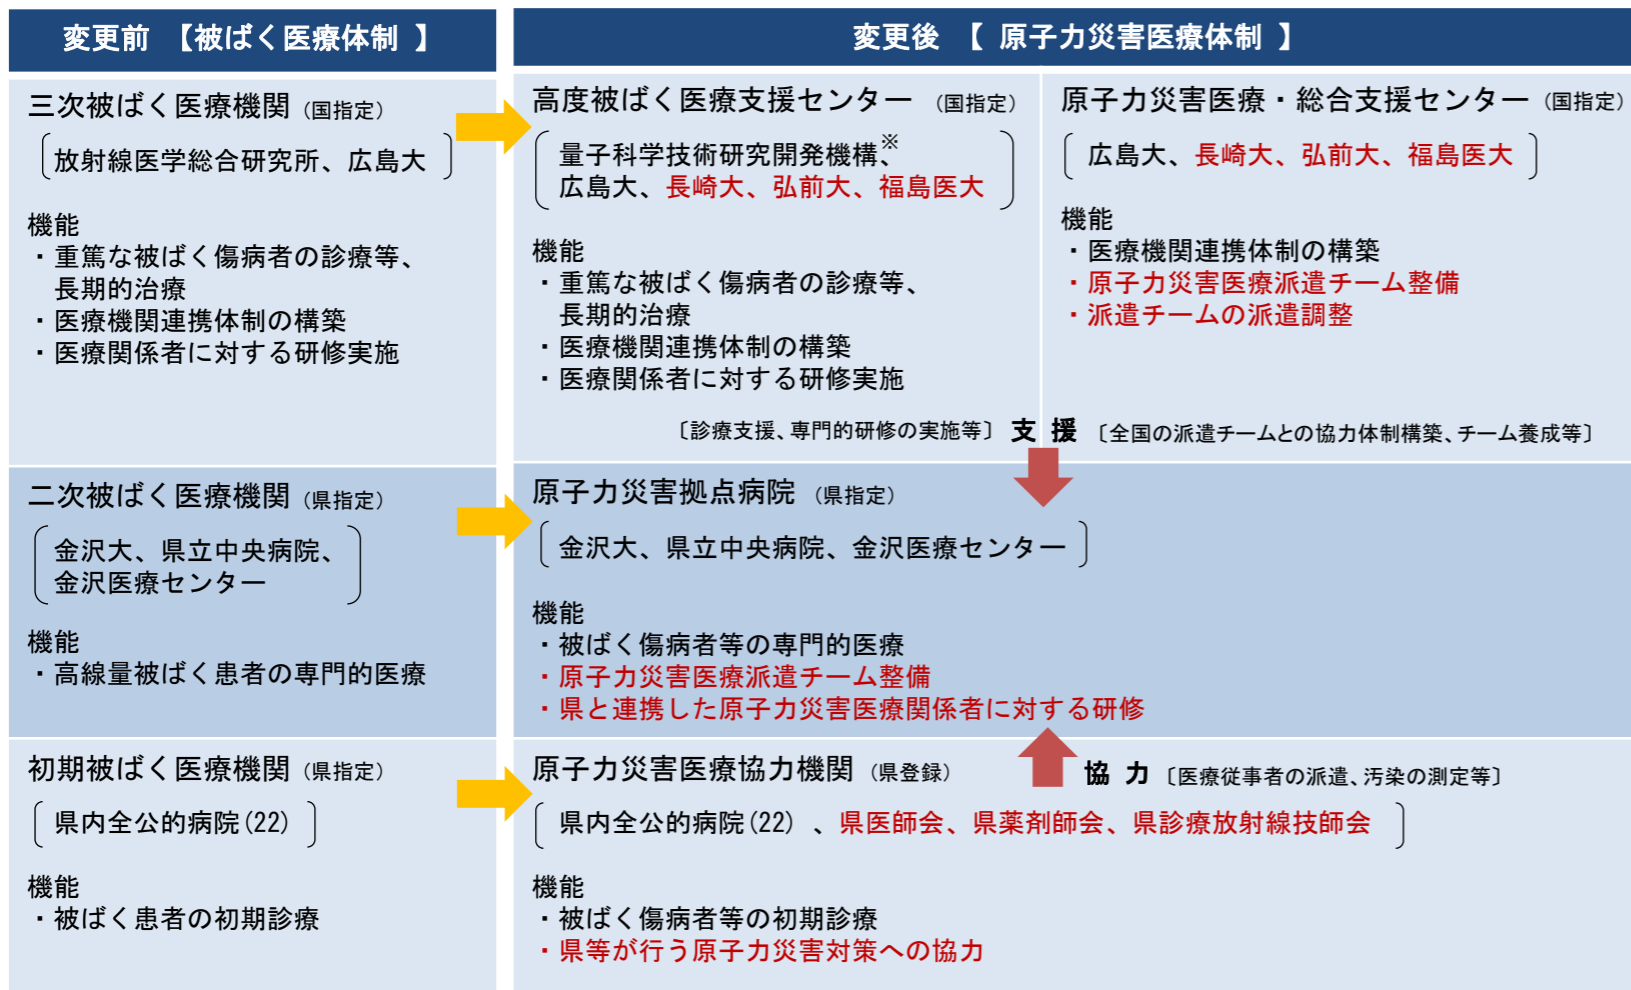 変更前 【被ばく医療体制 】
三次被ばく医療機関（国指定）
放射線医学総合研究所、広島大
機能
・重篤な被ばく傷病者の診療等、
長期的治療
・医療機関連携体制の構築
・医療関係者に対する研修実施
二次被ばく医療機関（県指定）
金沢大、県立中央病院、
金沢医療センター
機能
・高線量被ばく患者の専門的医療
初期被ばく医療機関（県指定）
県内全公的病院(22)
機能
・被ばく患者の初期診療
変更後 【 原子力災害医療体制 】
高度被ばく医療支援センター （国指定）
量子科学技術研究開発機構、※
広島大、長崎大、弘前大、福島医大
機能
・重篤な被ばく傷病者の診療等、
長期的治療
・医療機関連携体制の構築
・医療関係者に対する研修実施
原子力災害医療・総合支援センター（国指定）
広島大、長崎大、弘前大、福島医大
機能
・医療機関連携体制の構築
・原子力災害医療派遣チーム整備
・派遣チームの派遣調整
〔診療支援、専門的研修の実施等〕 支 援 〔全国の派遣チームとの協力体制構築、チーム養成等〕
原子力災害拠点病院 （県指定）
金沢大、県立中央病院、金沢医療センター
機能
・被ばく傷病者等の専門的医療
・原子力災害医療派遣チーム整備
・県と連携した原子力災害医療関係者に対する研修
原子力災害医療協力機関（県登録）
協 力 〔医療従事者の派遣、汚染の測定等〕
県内全公的病院(22) 、県医師会、県薬剤師会、県診療放射線技師会
機能
・被ばく傷病者等の初期診療
・県等が行う原子力災害対策への協力